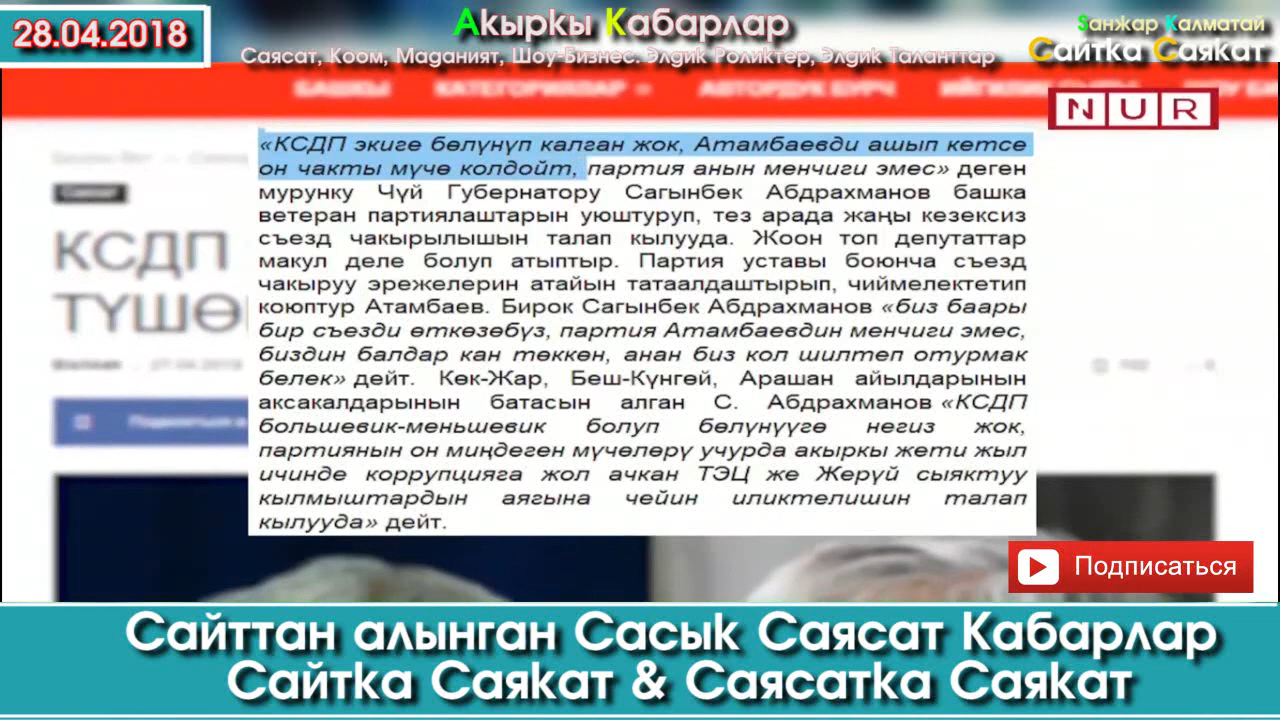 28.04.2018
Акыркы Кабарлар
Саясат, Коом, Маданият, Шоу-Бизнес. Элдик Роликтер, Элдик Таланттар
Sанжар Калматай
Сайтка Саякат
БАШКЫ КАТЕГОРИЯЛАР АВТОРДУК БУРЧ
NUR
«КСДП экиге бөлүнүп калган жок, Атамбаевди ашып кетсе
он чакты мүчө колдойт, партия анын менчиги эмес» деген
мурунку Чүй Губернатору Сагынбек Абдрахманов башка
ветеран партиялаштарын уюштуруп, тез арада жаңы кезексиз
съезд чакырылышын талап кылууда. Жоон топ депутаттар
макул деле болуп атыптыр. Партия уставы боюнча съезд
чакыруу эрежелерин атайын татаалдаштырып, чиймелектетип
коюптур Атамбаев. Бирок Сагынбек Абдрахманов «биз баары
бир съезди өткөзөбүз, партия Атамбаевдин менчиги эмес,
биздин балдар кан төккөн, анан биз кол шилтеп отурмак
белек» дейт. Көк-Жар, Беш-Күнгөй, Арашан айылдарынын
аксакалдарынын батасын алган С. Абдрахманов «КСДП
большевик-меньшевик болуп бөлүнүүгө негиз жок,
партиянын он миңдеген мүчөлөрү учурда акыркы жети жыл
ичинде коррупцияга жол ачкан ТЭЦ же Жерүй сыяктуу
кылмыштардын аягына чейин иликтелишин талап
кылууда» дейт.
КСДП
ТҮШӨ
Подписаться
Сайттан алынган Сасык Саясат Кабарлар
Сайтка Саякат & Саясатка Саякат